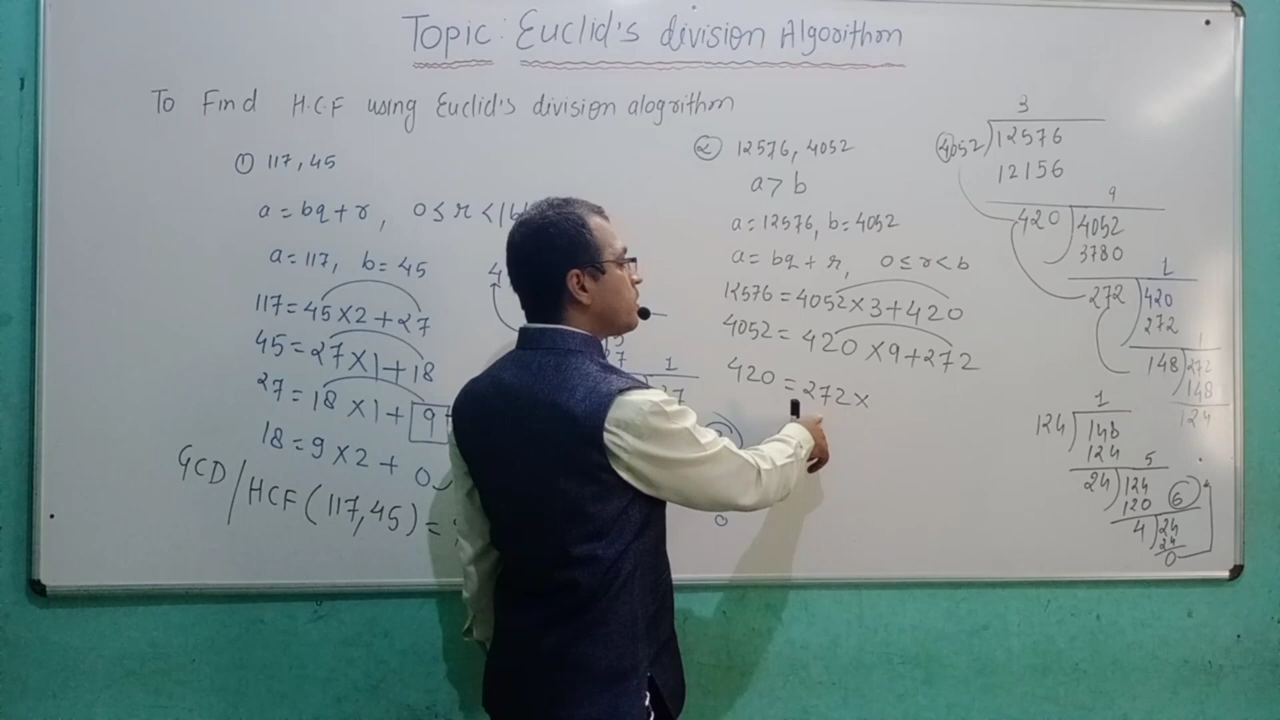 Topic: Euclid's division Algorithm
To Find H.C.F using Euclid's division alogrithm
① 117, 45
a = bq + r, 0 ≤ r < |b
a = 117, b = 45
117 = 45 × 2 + 27
45 = 27 × 1 + 18
27 = 18 × 1 + 9
18 = 9 × 2 + 0
GCD/HCF (117, 45) =
4
1
27
0
② 12576, 4052
a > b
a = 12576, b = 4052
a = bq + r, 0 ≤ r < b
12576 = 4052 × 3 + 420
4052 = 420 × 9 + 272
420 = 272 ×
3
4052) 12576
12156
9
420 ) 4052
3780
1
272 ) 420
272
1
148 ) 272
148
124
1
124 ) 148
124
5
24 ) 124
120 6
4 ) 24
24
0